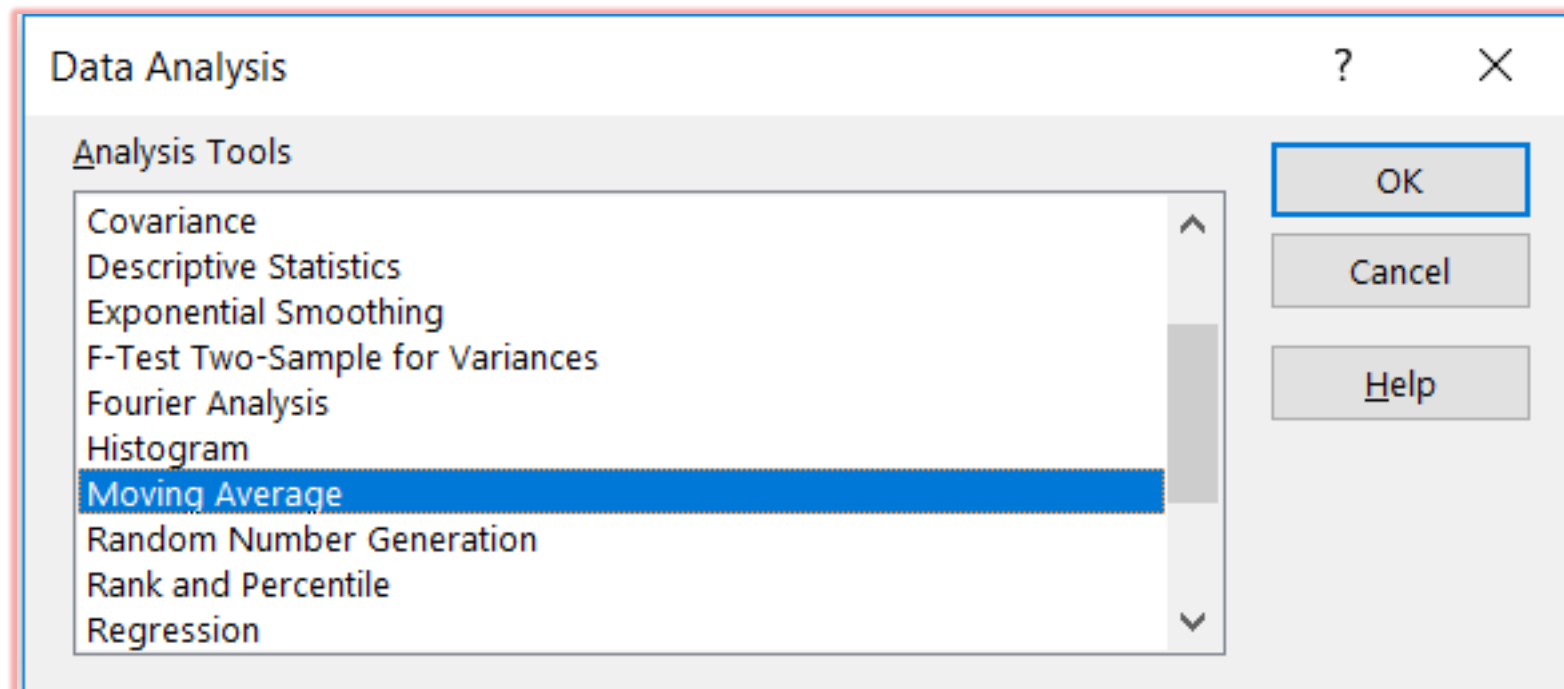 Data Analysis ?
Analysis Tools
OK
Covariance
Descriptive Statistics
Cancel
Exponential Smoothing
F-Test Two-Sample for Variances
Help
Fourier Analysis
Histogram
Moving Average
Random Number Generation
Rank and Percentile
Regression